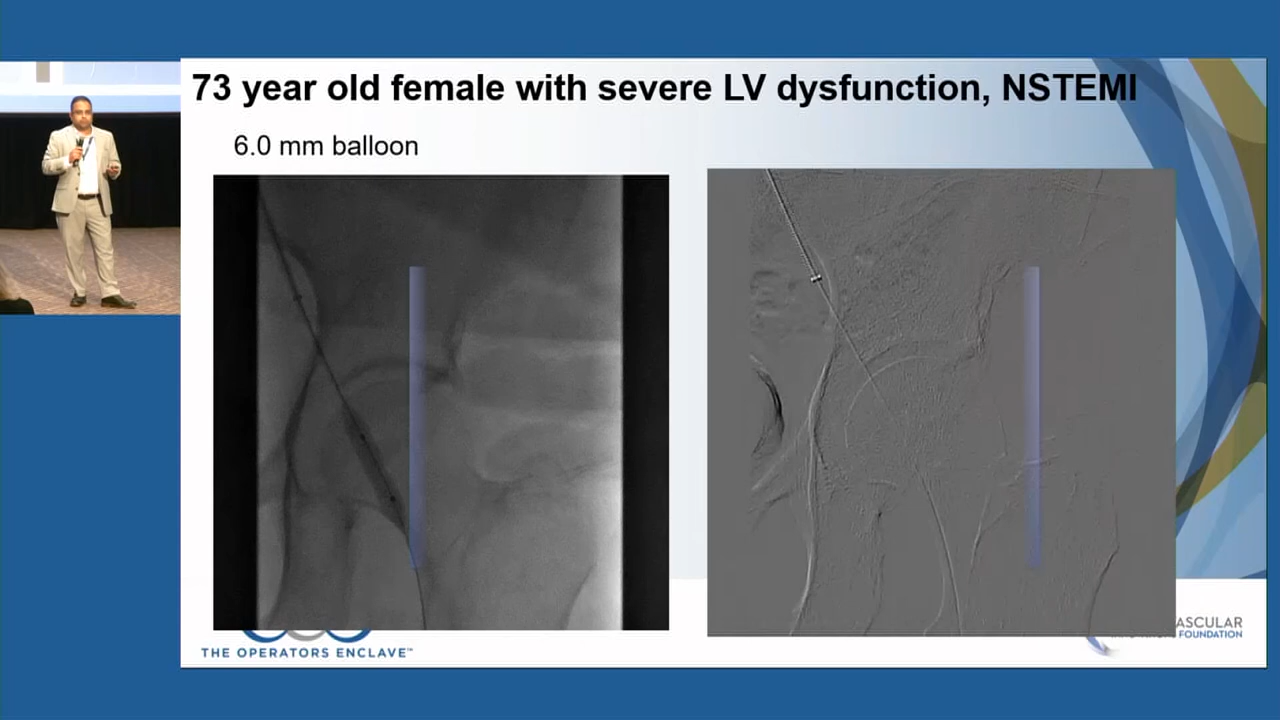 73 year old female with severe LV dysfunction, NSTEMI
6.0 mm balloon
THE OPERATORS ENCLAVE™
ASCULAR
FOUNDATION